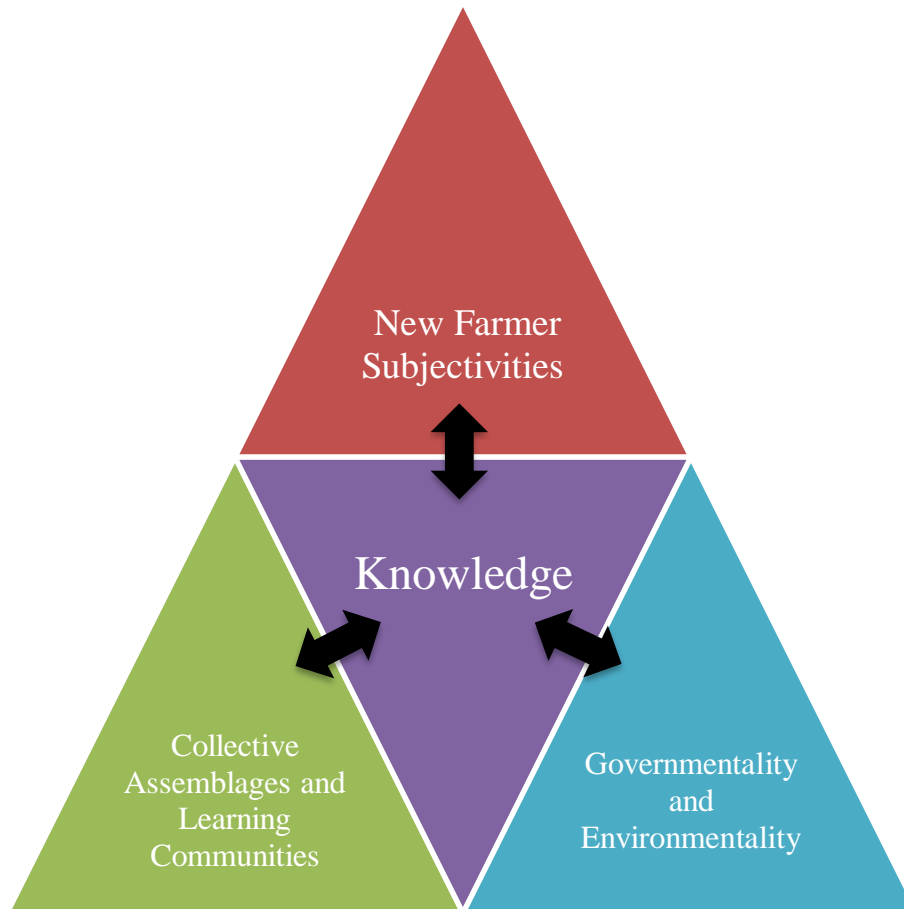 New Farmer
Subjectivities
Knowledge
Collective
Assemblages and
Learning
Communities
Governmentality
and
Environmentality